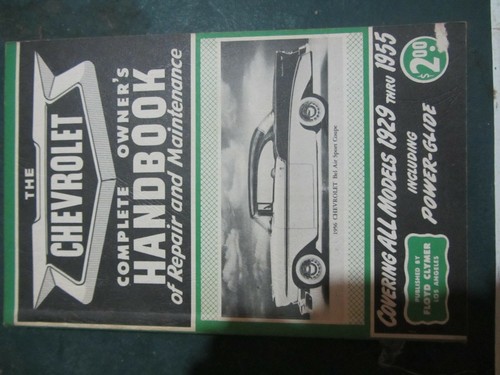 THE
CHEVROLET
COMPLETE OWNER'S
HANDBOOK
of Repair and Maintenance
1956 CHEVROLET Bel Air Sport Coupe
Covering ALL MODELS 1929 THRU 1955
INCLUDING
POWER-GLIDE
$2.00
PUBLISHED BY
FLOYD CLYMER
LOS ANGELES